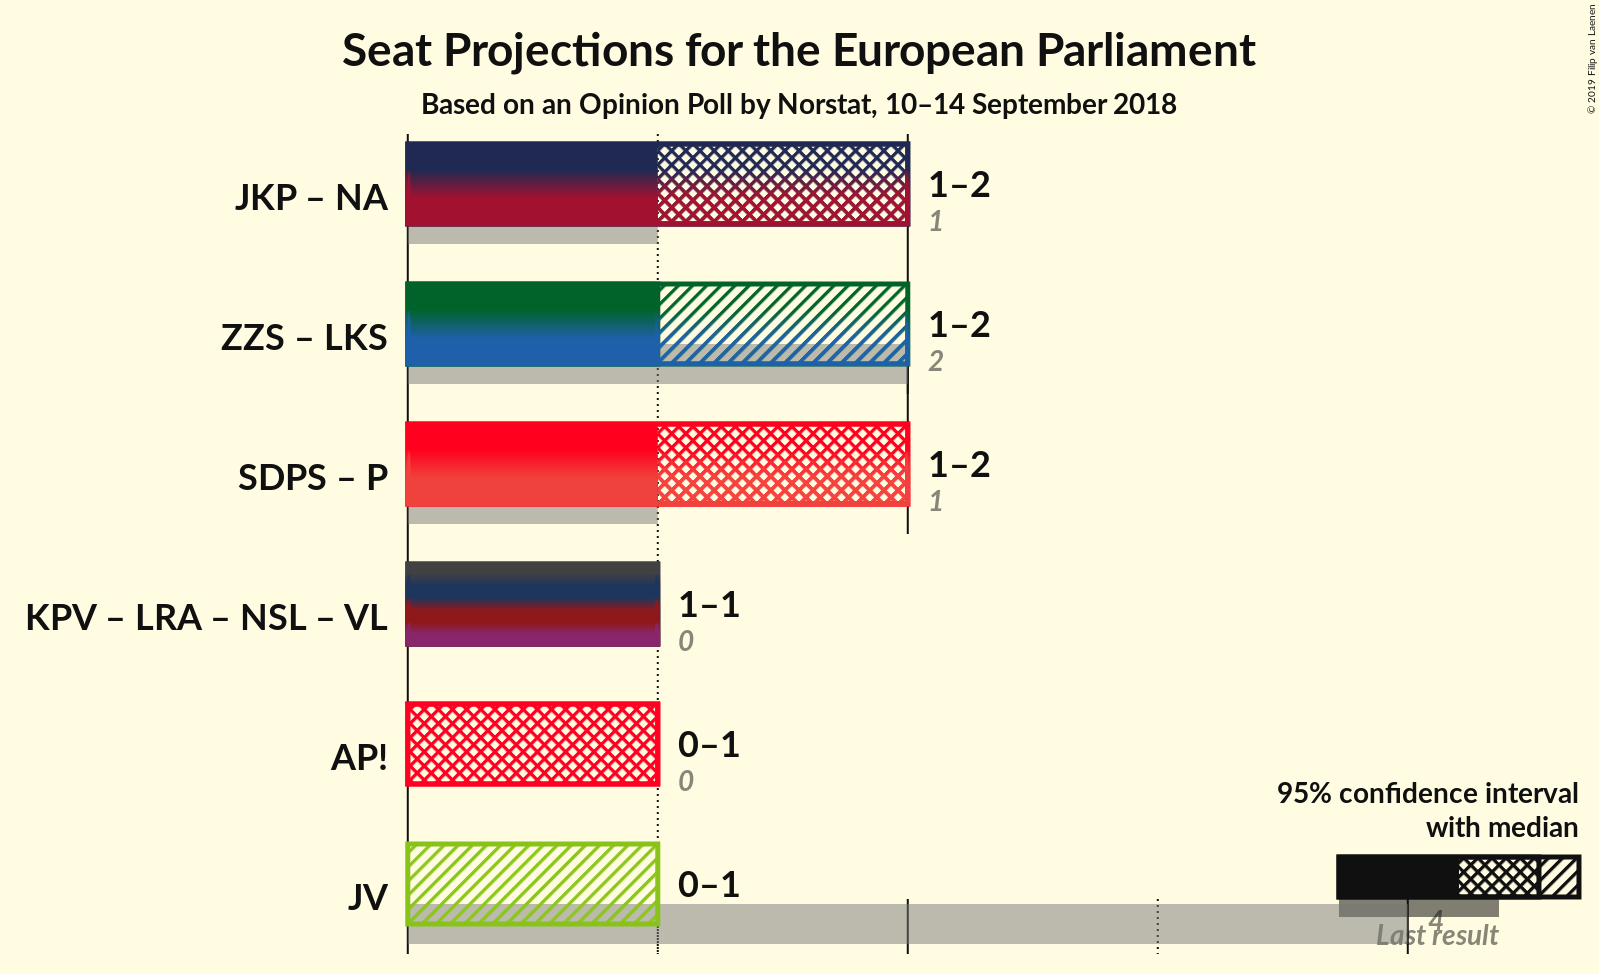 Seat Projections for the European Parliament
Based on an Opinion Poll by Norstat, 10–14 September 2018
© 2019 Filip van Laenen
JKP – NA
1–2
1
ZZS – LKS
1–2
2
SDPS – P
1–2
1
KPV – LRA – NSL – VL
1–1
0
AP!
0–1
0
JV
0–1
4
95% confidence interval
with median
Last result